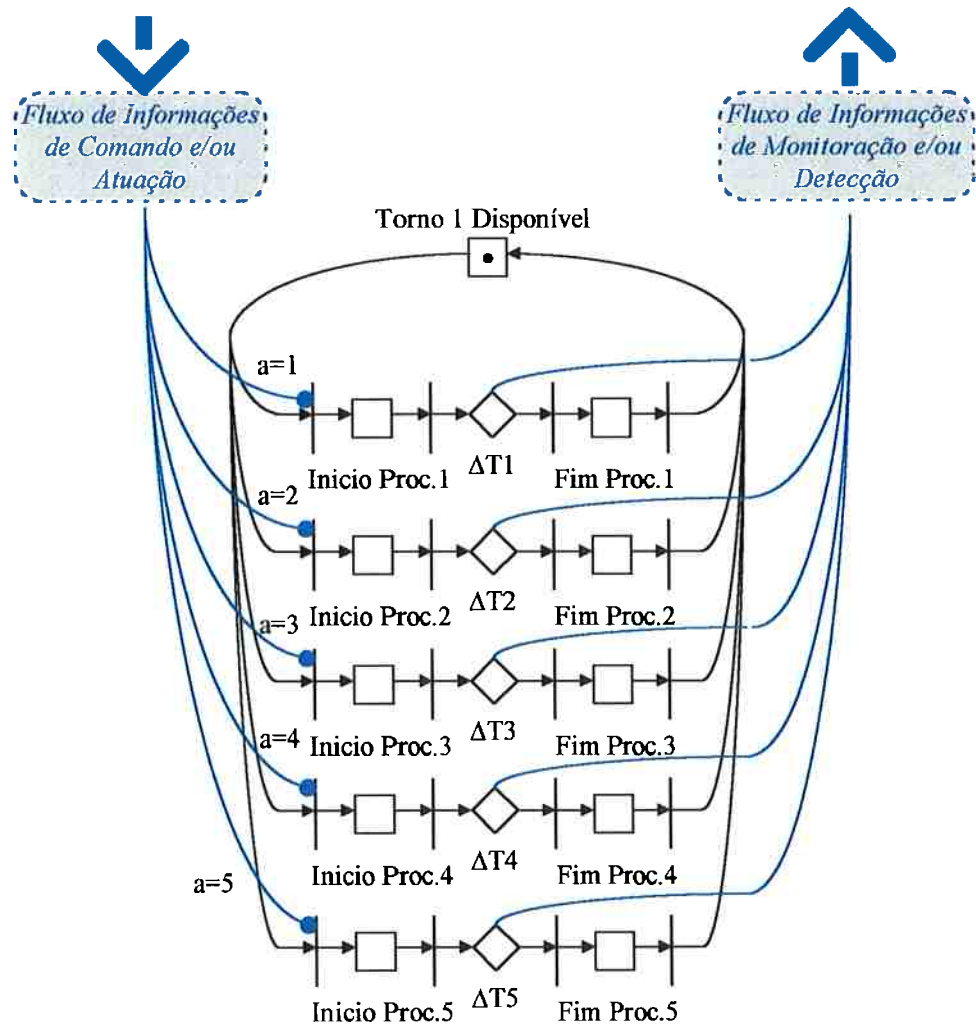 Fluxo de Informações
de Comando e/ou
Atuação
Fluxo de Informações
de Monitoração e/ou
Detecção
Torno 1 Disponível
a=1
Inicio Proc.1
ΔT1
Fim Proc.1
a=2
Inicio Proc.2
ΔT2
Fim Proc.2
a=3
Inicio Proc.3
ΔT3
Fim Proc.3
a=4
Inicio Proc.4
ΔT4
Fim Proc.4
a=5
Inicio Proc.5
ΔT5
Fim Proc.5